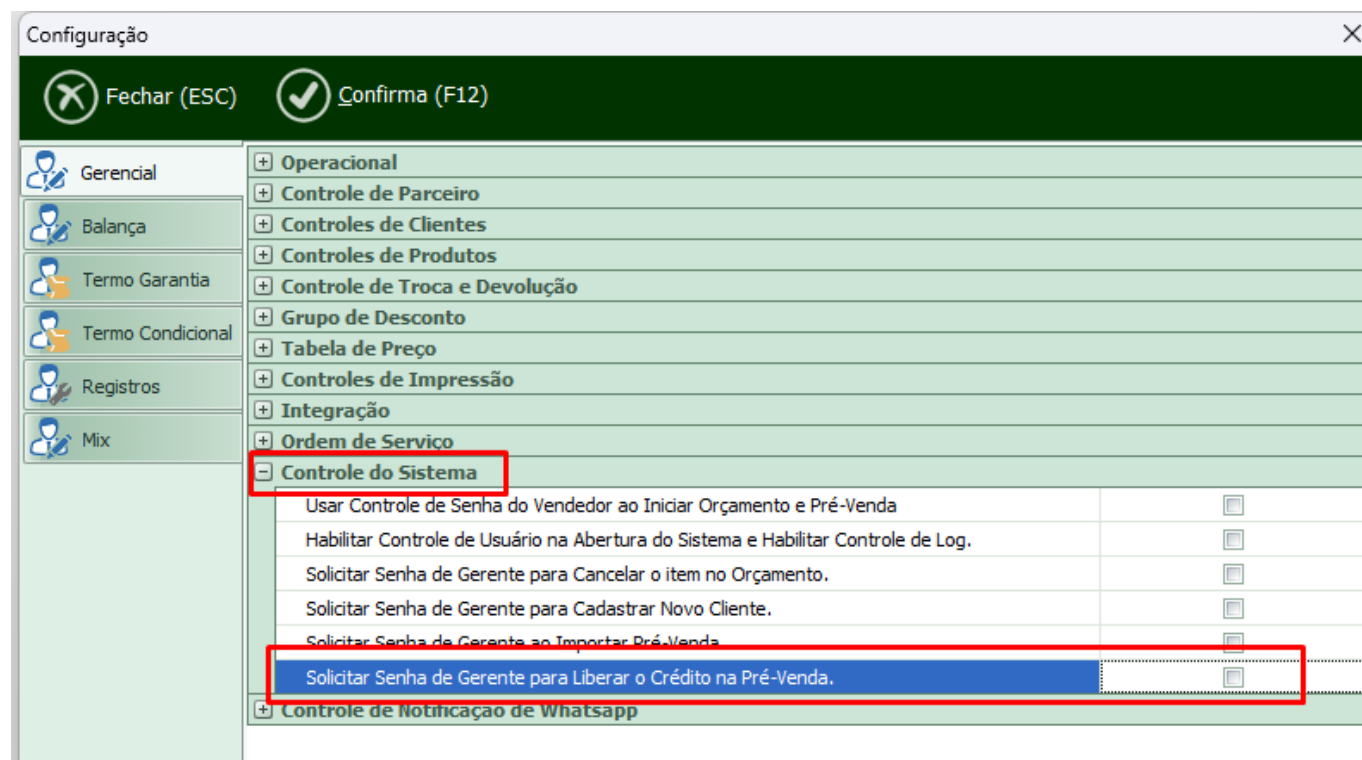 Configuração
Fechar (ESC)
Confirma (F12)
Gerencial
Balança
Termo Garantia
Termo Condicional
Registros
Mix
Operacional
Controle de Parceiro
Controles de Clientes
Controles de Produtos
Controle de Troca e Devolução
Grupo de Desconto
Tabela de Preço
Controles de Impressão
Integração
Ordem de Serviço
Controle do Sistema
Usar Controle de Senha do Vendedor ao Iniciar Orçamento e Pré-Venda
Habilitar Controle de Usuário na Abertura do Sistema e Habilitar Controle de Log.
Solicitar Senha de Gerente para Cancelar o item no Orçamento.
Solicitar Senha de Gerente para Cadastrar Novo Cliente.
Solicitar Senha de Gerente ao Importar Pré-Venda
Solicitar Senha de Gerente para Liberar o Crédito na Pré-Venda.
Controle de Notificação de Whatsapp